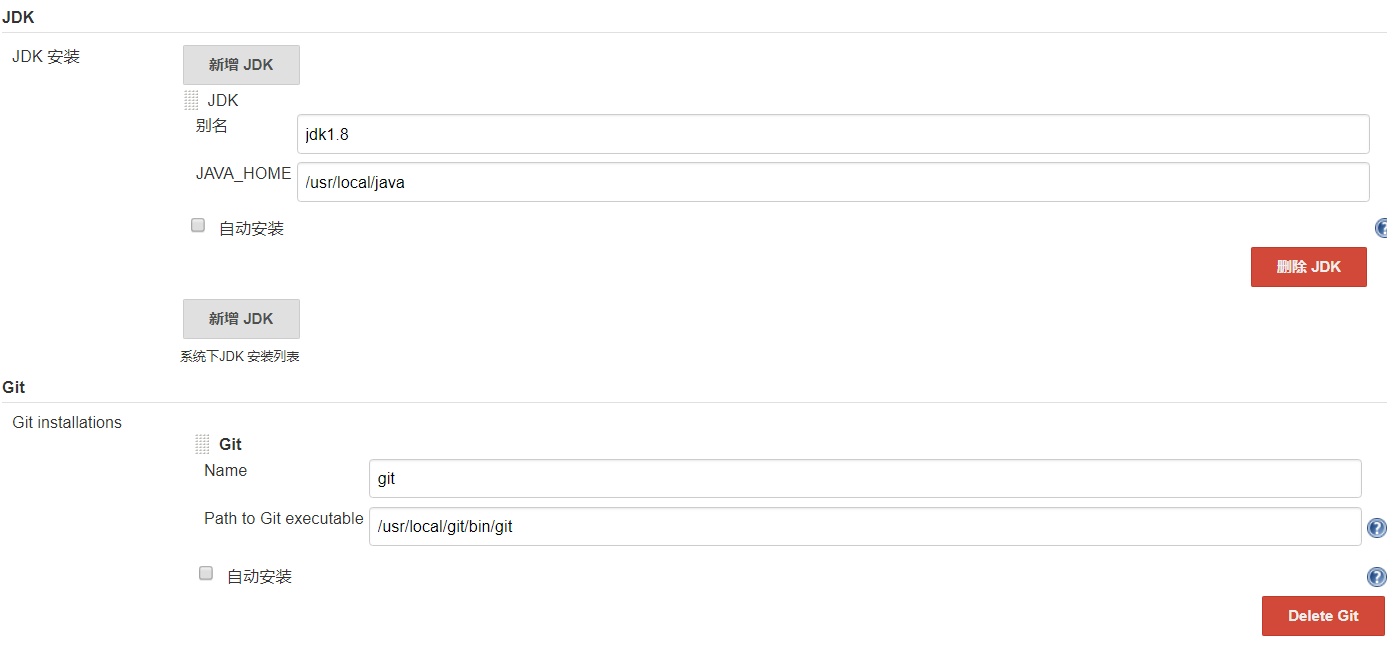 JDK
JDK 安装
新增 JDK
JDK
别名
jdk1.8
JAVA_HOME
/usr/local/java
自动安装
?
删除 JDK
新增 JDK
系统下JDK 安装列表
Git
Git installations
Git
Name
git
Path to Git executable
/usr/local/git/bin/git
?
自动安装
?
Delete Git